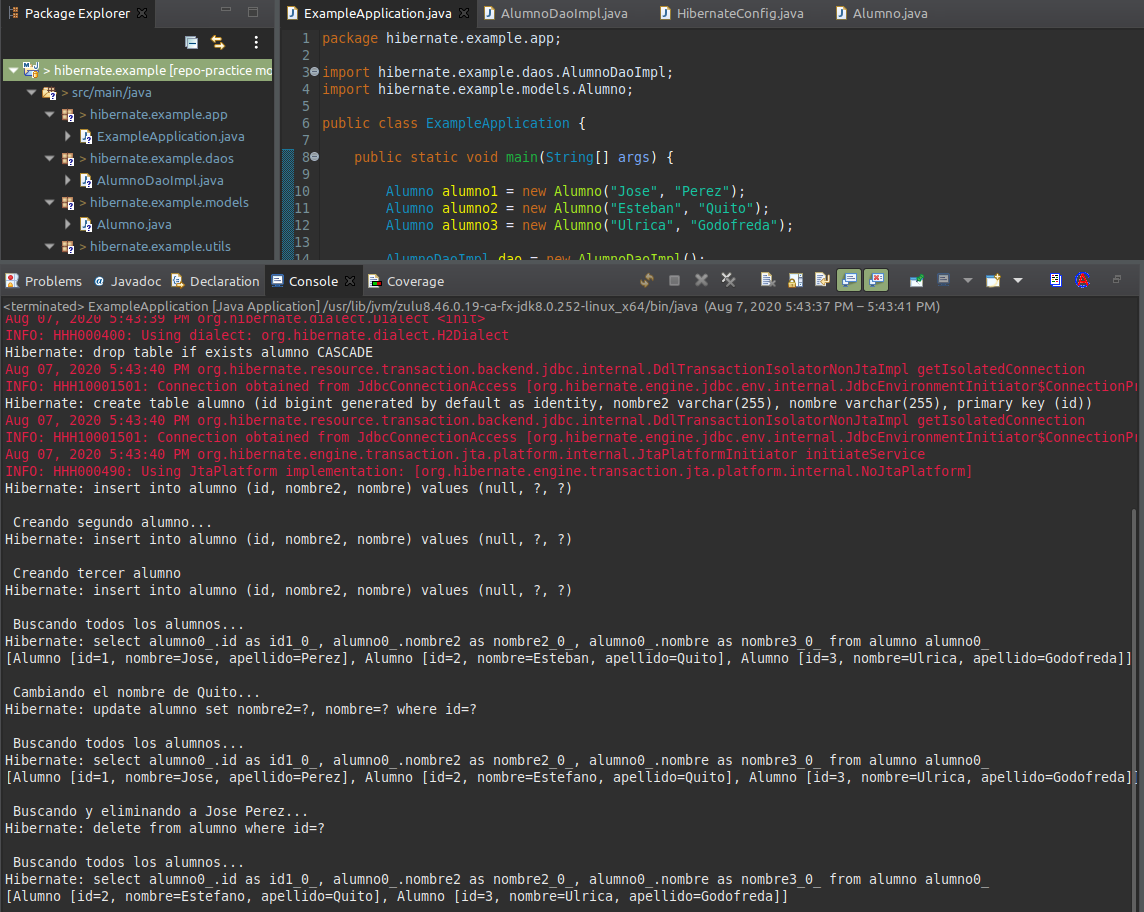 Package Explorer
> hibernate.example [repo-practice mo
> src/main/java
> hibernate.example.app
ExampleApplication.java
> hibernate.example.daos
AlumnoDaoImpl.java
> hibernate.example.models
Alumno.java
> hibernate.example.utils
ExampleApplication.java AlumnoDaoImpl.java HibernateConfig.java Alumno.java
1 package hibernate.example.app;
2
3 import hibernate.example.daos.AlumnoDaoImpl;
4 import hibernate.example.models.Alumno;
5
6 public class ExampleApplication {
7
8 public static void main(String[] args) {
9
10 Alumno alumno1 = new Alumno("Jose", "Perez");
11 Alumno alumno2 = new Alumno("Esteban", "Quito");
12 Alumno alumno3 = new Alumno("Ulrica", "Godofreda");
13
14 AlumnoDaoImpl dao = new AlumnoDaoImpl();
Problems Javadoc Declaration Console Coverage
<terminated> ExampleApplication [Java Application] /usr/lib/jvm/zulu8.46.0.19-ca-fx-jdk8.0.252-linux_x64/bin/java (Aug 7, 2020 5:43:37 PM – 5:43:41 PM)
Aug 07, 2020 5:43:39 PM org.hibernate.dialect.Dialect <init>
INFO: HHH000400: Using dialect: org.hibernate.dialect.H2Dialect
Hibernate: drop table if exists alumno CASCADE
Aug 07, 2020 5:43:40 PM org.hibernate.resource.transaction.backend.jdbc.internal.DdlTransactionIsolatorNonJtaImpl getIsolatedConnection
INFO: HHH10001501: Connection obtained from JdbcConnectionAccess [org.hibernate.engine.jdbc.env.internal.JdbcEnvironmentInitiator$ConnectionPr
Hibernate: create table alumno (id bigint generated by default as identity, nombre2 varchar(255), nombre varchar(255), primary key (id))
Aug 07, 2020 5:43:40 PM org.hibernate.resource.transaction.backend.jdbc.internal.DdlTransactionIsolatorNonJtaImpl getIsolatedConnection
INFO: HHH10001501: Connection obtained from JdbcConnectionAccess [org.hibernate.engine.jdbc.env.internal.JdbcEnvironmentInitiator$ConnectionPr
Aug 07, 2020 5:43:40 PM org.hibernate.engine.transaction.jta.platform.internal.JtaPlatformInitiator initiateService
INFO: HHH000490: Using JtaPlatform implementation: [org.hibernate.engine.transaction.jta.platform.internal.NoJtaPlatform]
Hibernate: insert into alumno (id, nombre2, nombre) values (null, ?, ?)
Creando segundo alumno...
Hibernate: insert into alumno (id, nombre2, nombre) values (null, ?, ?)
Creando tercer alumno
Hibernate: insert into alumno (id, nombre2, nombre) values (null, ?, ?)
Buscando todos los alumnos...
Hibernate: select alumno0_.id as id1_0_, alumno0_.nombre2 as nombre2_0_, alumno0_.nombre as nombre3_0_ from alumno alumno0_
[Alumno [id=1, nombre=Jose, apellido=Perez], Alumno [id=2, nombre=Esteban, apellido=Quito], Alumno [id=3, nombre=Ulrica, apellido=Godofreda]]
Cambiando el nombre de Quito...
Hibernate: update alumno set nombre2=?, nombre=? where id=?
Buscando todos los alumnos...
Hibernate: select alumno0_.id as id1_0_, alumno0_.nombre2 as nombre2_0_, alumno0_.nombre as nombre3_0_ from alumno alumno0_
[Alumno [id=1, nombre=Jose, apellido=Perez], Alumno [id=2, nombre=Estefano, apellido=Quito], Alumno [id=3, nombre=Ulrica, apellido=Godofreda]]
Buscando y eliminando a Jose Perez...
Hibernate: delete from alumno where id=?
Buscando todos los alumnos...
Hibernate: select alumno0_.id as id1_0_, alumno0_.nombre2 as nombre2_0_, alumno0_.nombre as nombre3_0_ from alumno alumno0_
[Alumno [id=2, nombre=Estefano, apellido=Quito], Alumno [id=3, nombre=Ulrica, apellido=Godofreda]]